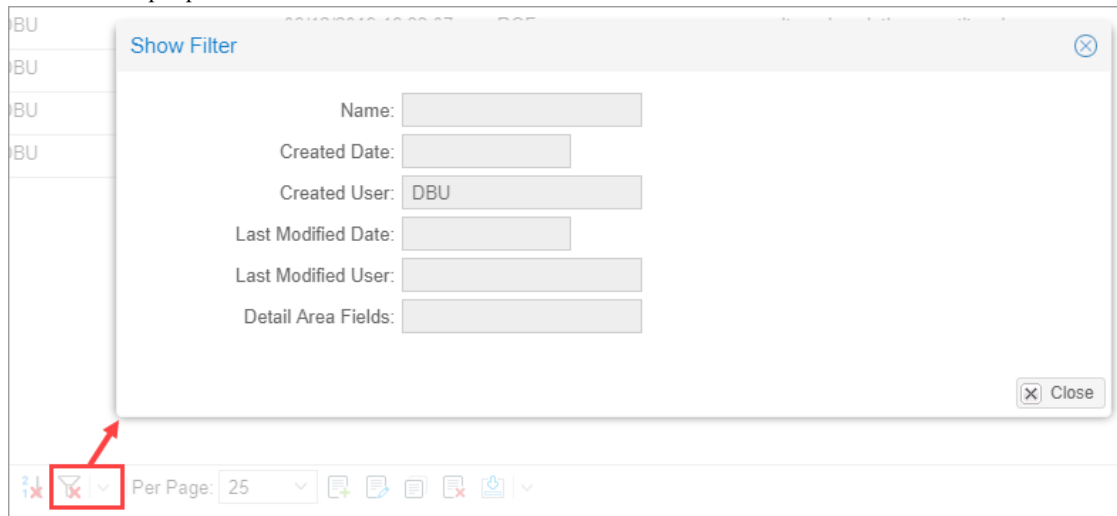 DBU
Show Filter
DBU
DBU
Name:
Created Date:
DBU
Created User: DBU
Last Modified Date:
Last Modified User:
Detail Area Fields:
Close
Per Page: 25